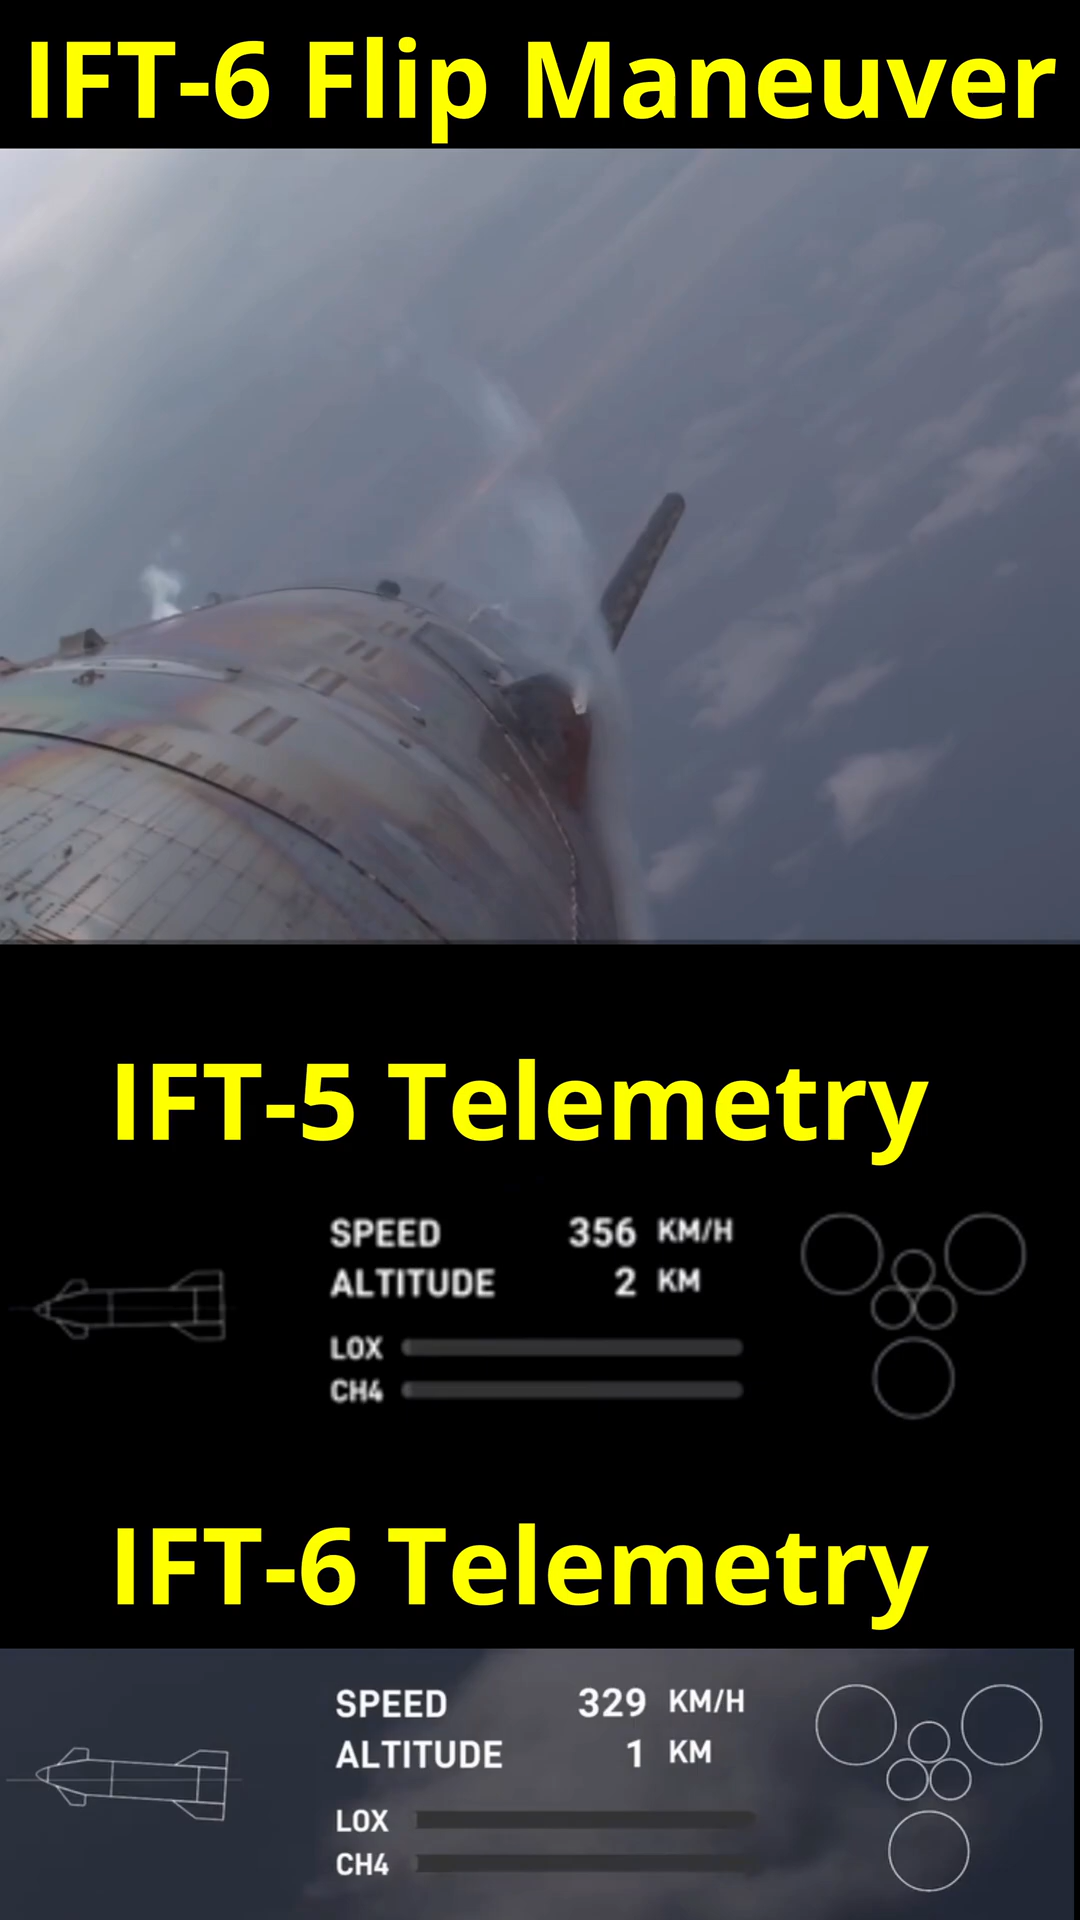 IFT-6 Flip Maneuver
IFT-5 Telemetry
SPEED 356 KM/H
ALTITUDE 2 KM
LOX
CH4
IFT-6 Telemetry
SPEED 329 KM/H
ALTITUDE 1 KM
LOX
CH4